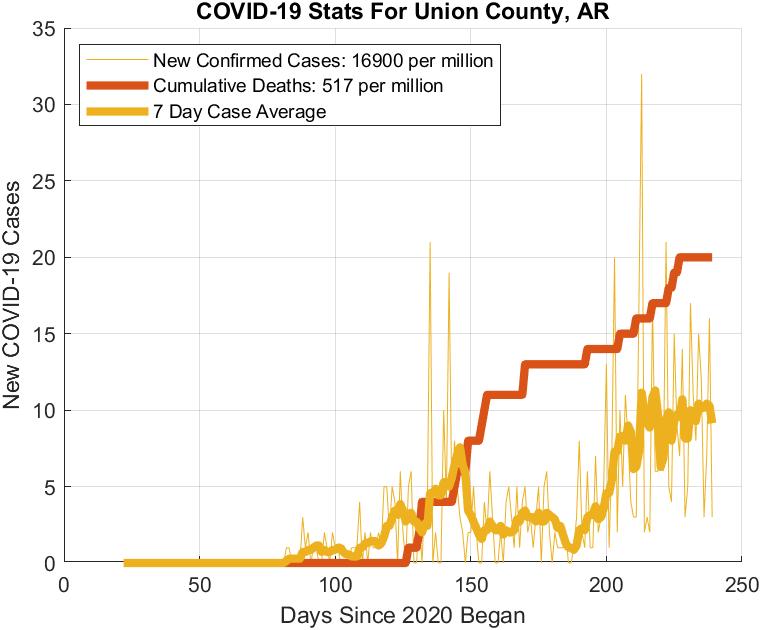 COVID-19 Stats For Union County, AR
New Confirmed Cases: 16900 per million
Cumulative Deaths: 517 per million
7 Day Case Average
New COVID-19 Cases
35
30
25
20
15
10
5
0
0 50 100 150 200 250
Days Since 2020 Began